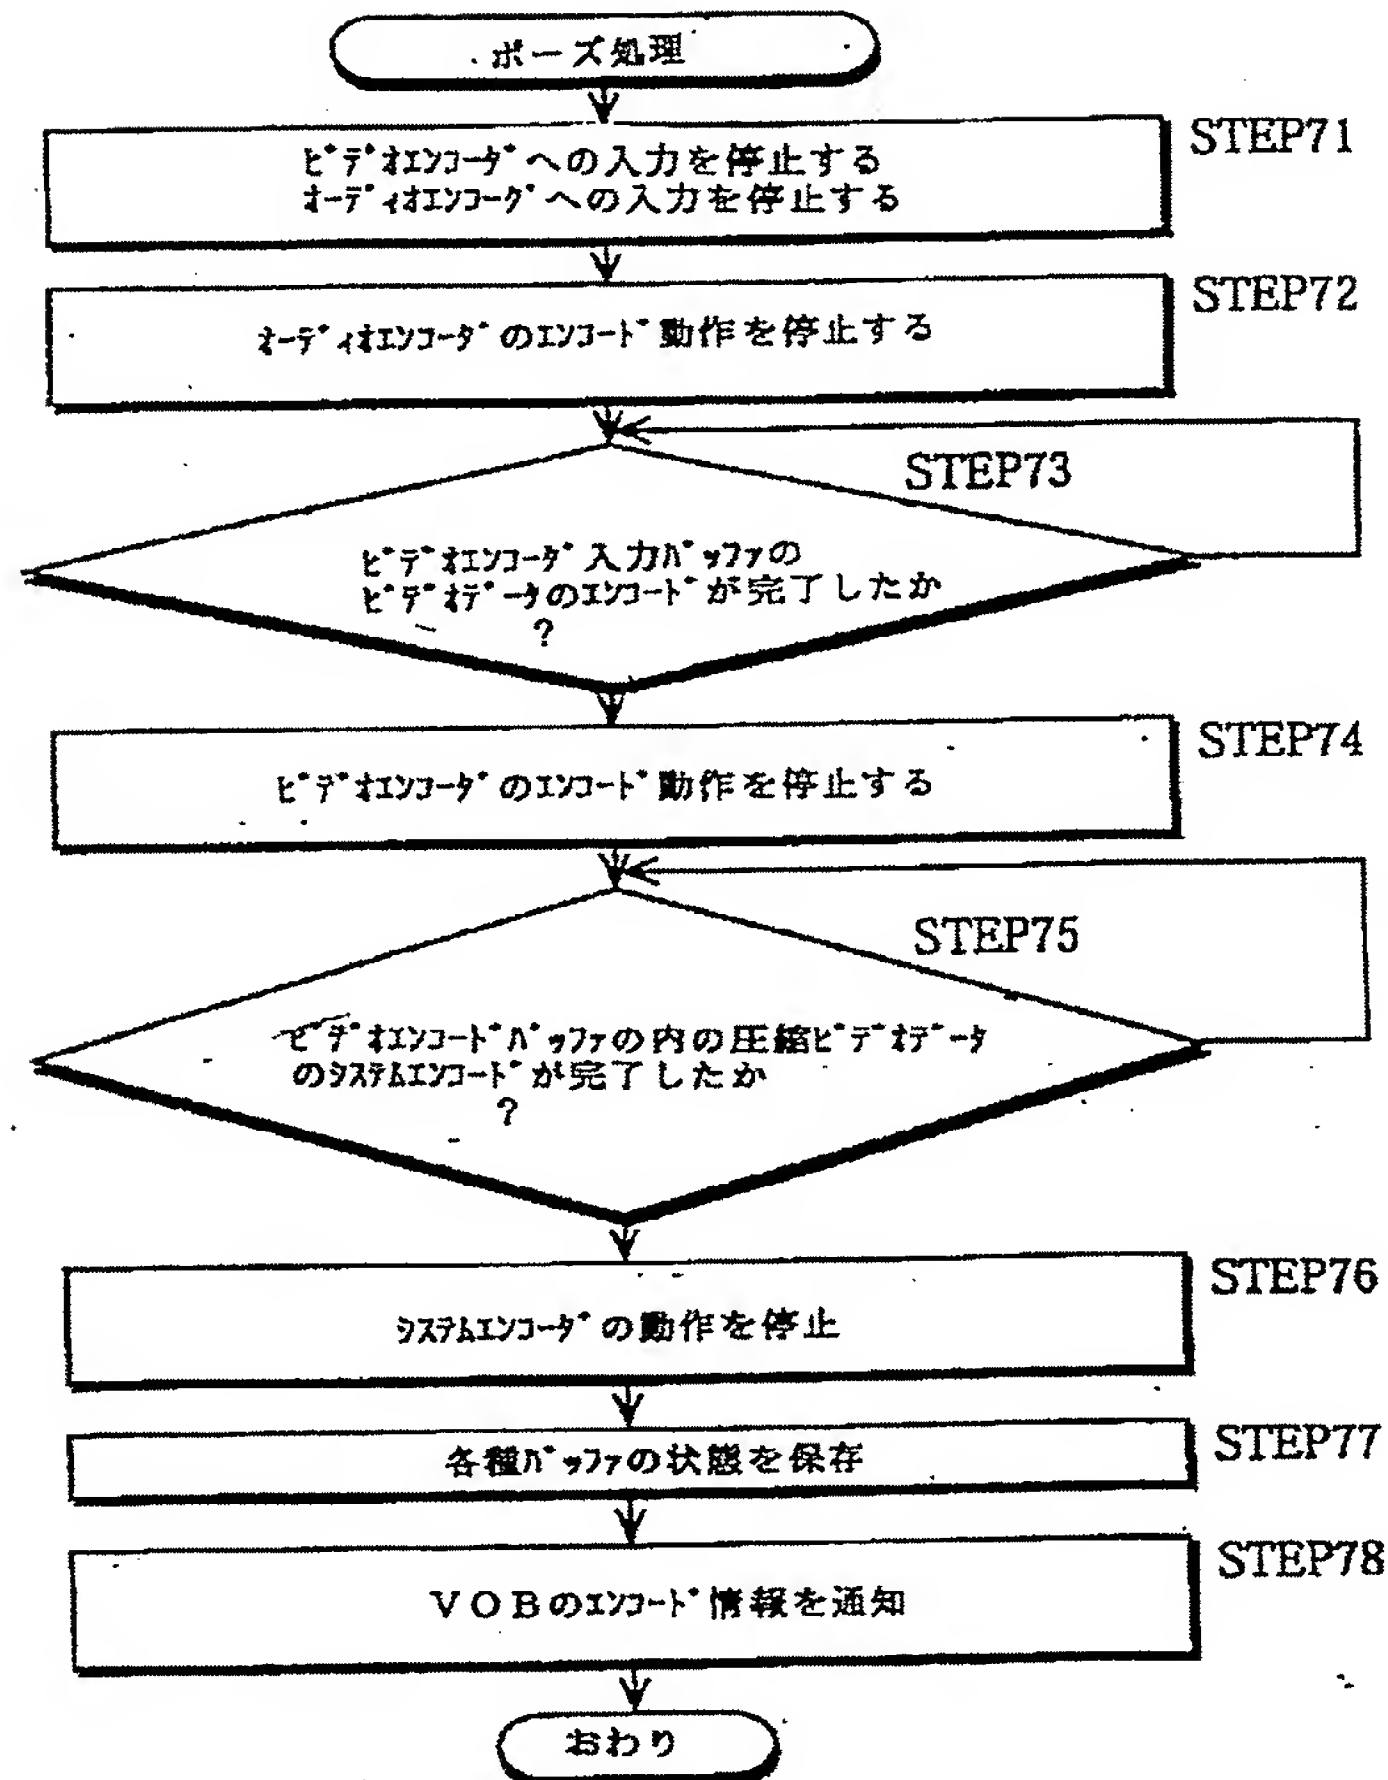 ポーズ処理
STEP71
ビデオエンコーダへの入力を停止する
オーディオエンコーダへの入力を停止する
STEP72
オーディオエンコーダのエンコード動作を停止する
STEP73
ビデオエンコーダ入力バッファの
ビデオデータのエンコードが完了したか
?
STEP74
ビデオエンコーダのエンコード動作を停止する
STEP75
ビデオエンコードバッファの内の圧縮ビデオデータ
のシステムエンコードが完了したか
?
STEP76
システムエンコーダの動作を停止
STEP77
各種バッファの状態を保存
STEP78
VOBのエンコード情報を通知
おわり